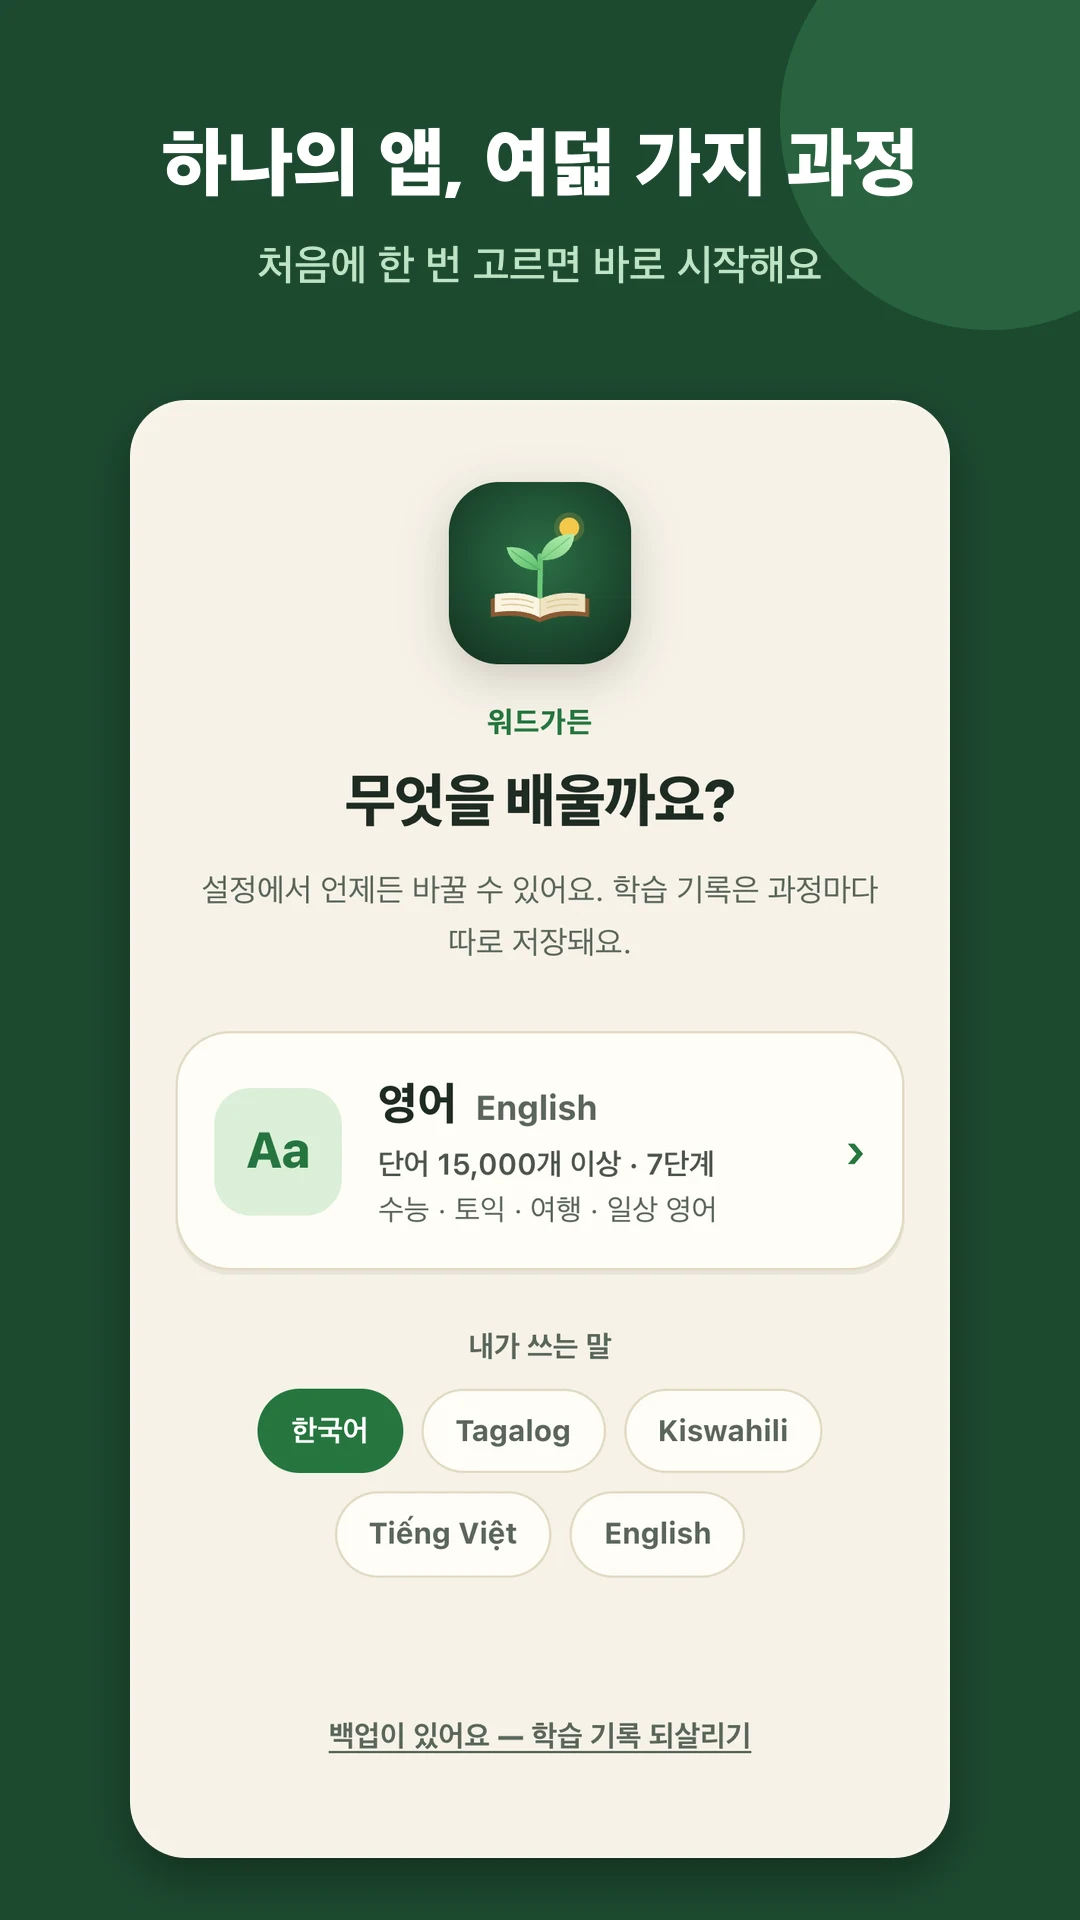 하나의 앱, 여덟 가지 과정
처음에 한 번 고르면 바로 시작해요
워드가든
무엇을 배울까요?
설정에서 언제든 바꿀 수 있어요. 학습 기록은 과정마다
따로 저장돼요.
Aa
영어 English
단어 15,000개 이상 · 7단계
수능 · 토익 · 여행 · 일상 영어
›
내가 쓰는 말
한국어 Tagalog Kiswahili
Tiếng Việt English
백업이 있어요 — 학습 기록 되살리기